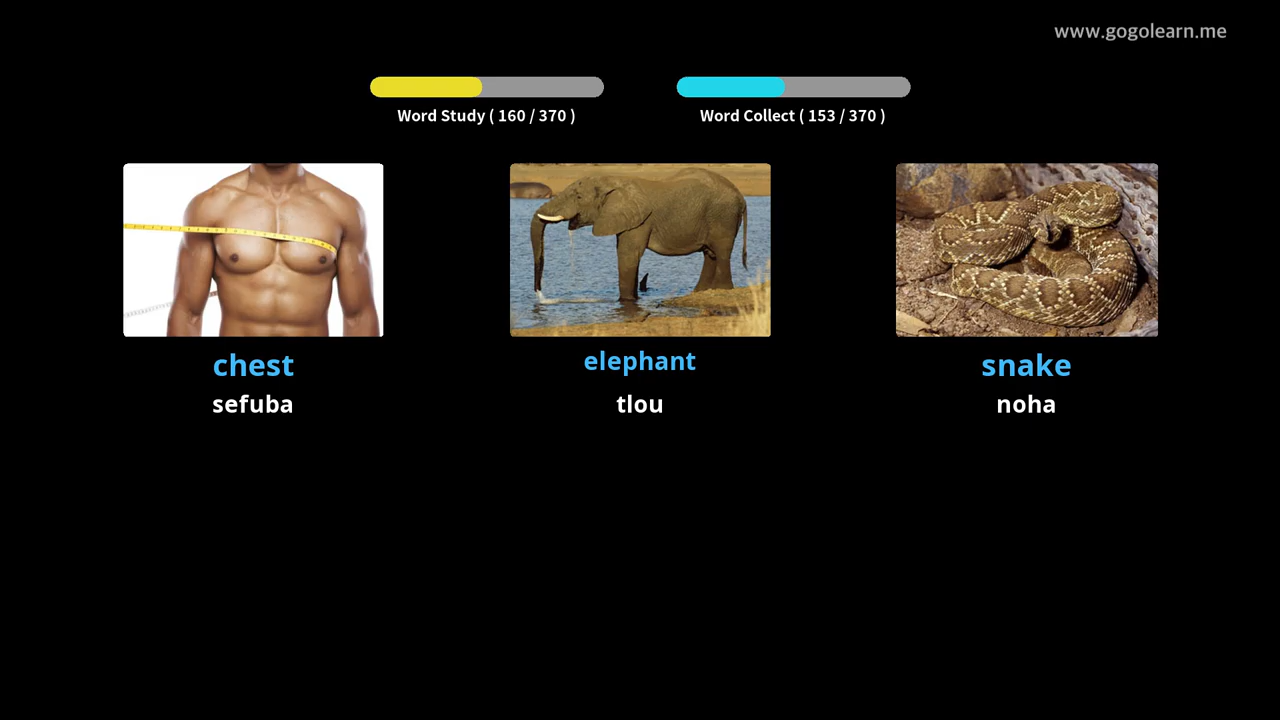 www.gogolearn.me
Word Study ( 160 / 370 )
Word Collect ( 153 / 370 )
chest
sefuba
elephant
tlou
snake
noha